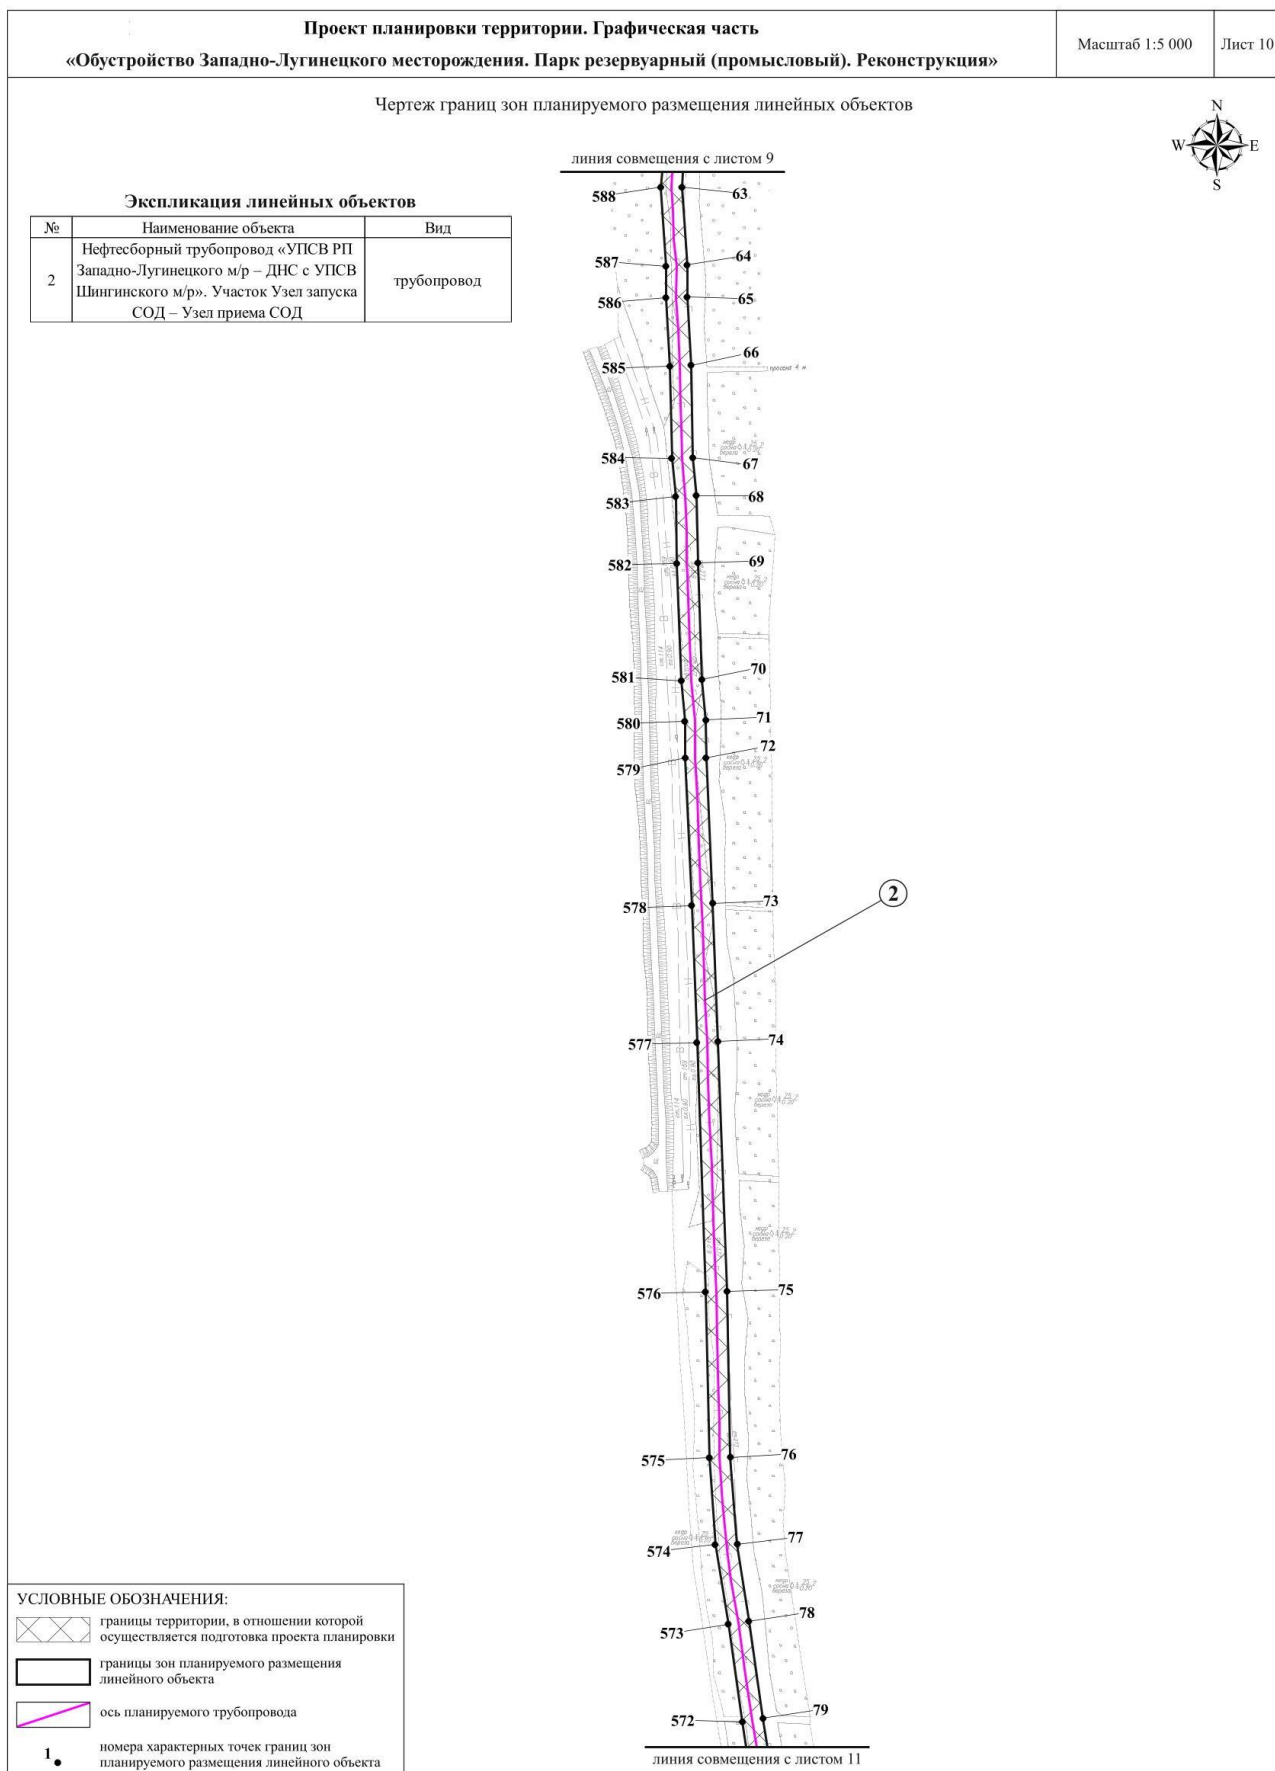 Проект планировки территории. Графическая часть
«Обустройство Западно-Лугинецкого месторождения. Парк резервуарный (промысловый). Реконструкция»
Масштаб 1:5 000
Лист 10
Чертеж границ зон планируемого размещения линейных объектов
N
W E
S
линия совмещения с листом 9
Экспликация линейных объектов
№ Наименование объекта Вид
2
Нефтесборный трубопровод «УПСВ РП
Западно-Лугинецкого м/р – ДНС с УПСВ
Шингинского м/р». Участок Узел запуска
СОД – Узел приема СОД
трубопровод
588 63
587 64
586 65
585 66
просека 4 м
584 67
583 68
582 69
581 70
580 71
579 72
578 73
2
577 74
576 75
575 76
574 77
573 78
572 79
линия совмещения с листом 11
УСЛОВНЫЕ ОБОЗНАЧЕНИЯ:
границы территории, в отношении которой
осуществляется подготовка проекта планировки
границы зон планируемого размещения
линейного объекта
ось планируемого трубопровода
1
номера характерных точек границ зон
планируемого размещения линейного объекта